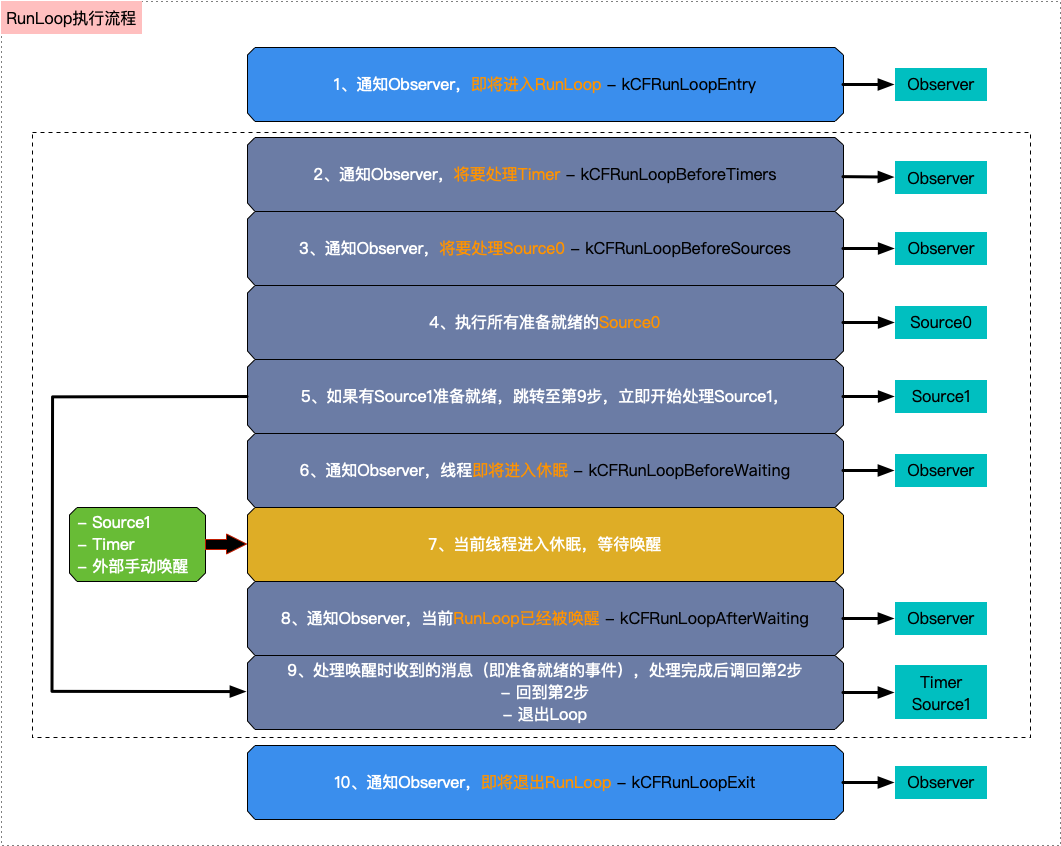 RunLoop执行流程
1、通知Observer，即将进入RunLoop – kCFRunLoopEntry
Observer
2、通知Observer，将要处理Timer – kCFRunLoopBeforeTimers
Observer
3、通知Observer，将要处理Source0 – kCFRunLoopBeforeSources
Observer
4、执行所有准备就绪的Source0
Source0
5、如果有Source1准备就绪，跳转至第9步，立即开始处理Source1，
Source1
6、通知Observer，线程即将进入休眠 – kCFRunLoopBeforeWaiting
Observer
– Source1
– Timer
– 外部手动唤醒
7、当前线程进入休眠，等待唤醒
8、通知Observer，当前RunLoop已经被唤醒 – kCFRunLoopAfterWaiting
Observer
9、处理唤醒时收到的消息（即准备就绪的事件），处理完成后调回第2步
– 回到第2步
– 退出Loop
Timer
Source1
10、通知Observer，即将退出RunLoop – kCFRunLoopExit
Observer